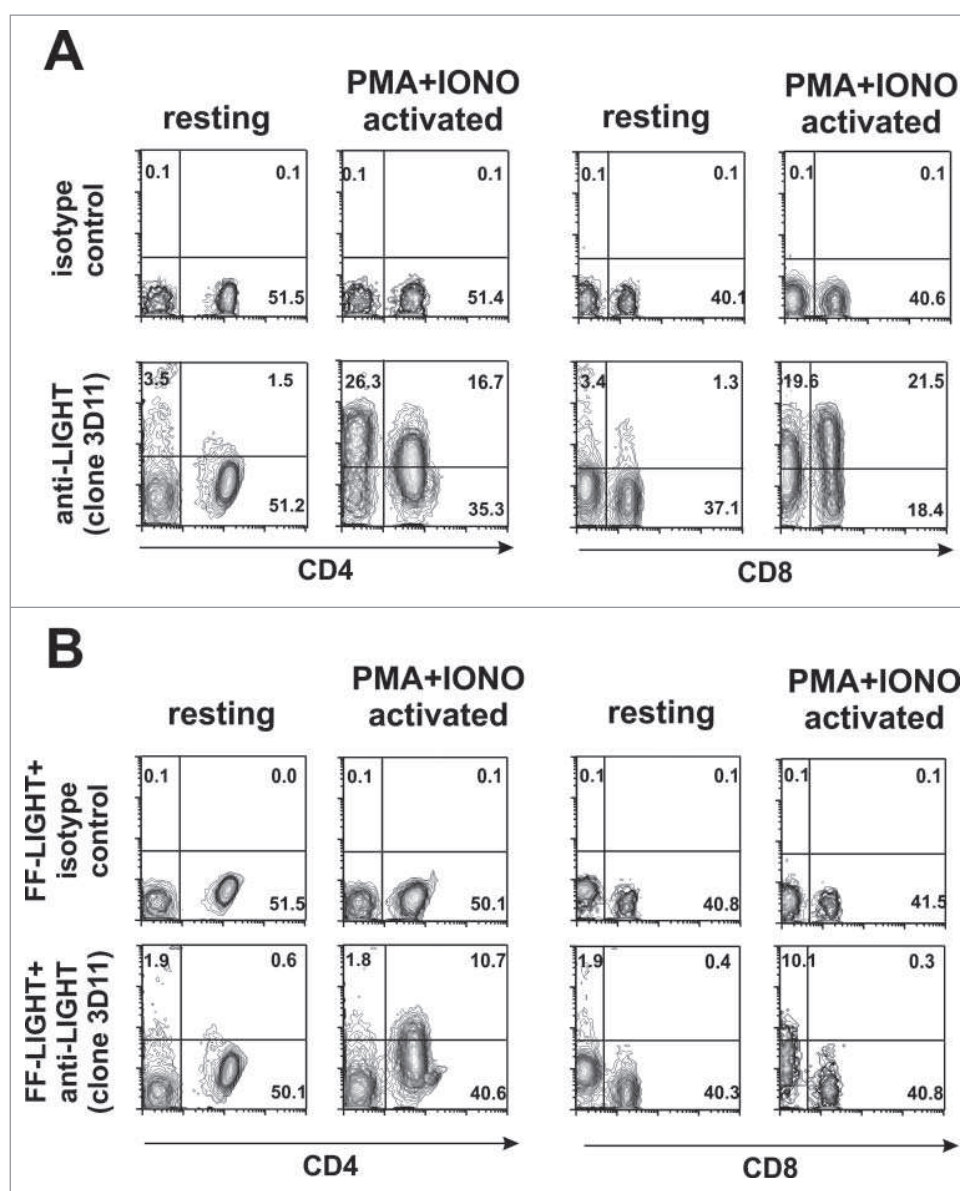 A
resting
PMA+IONO
activated
resting
PMA+IONO
activated
isotype
control
0.1 0.1
51.5
0.1 0.1
51.4
0.1 0.1
40.1
0.1 0.1
40.6
anti-LIGHT
(clone 3D11)
3.5 1.5
51.2
26.3 16.7
35.3
3.4 1.3
37.1
19.6 21.5
18.4
CD4
CD8
B
resting
PMA+IONO
activated
resting
PMA+IONO
activated
FF-LIGHT+
isotype
control
0.1 0.0
51.5
0.1 0.1
50.1
0.1 0.1
40.8
0.1 0.1
41.5
FF-LIGHT+
anti-LIGHT
(clone 3D11)
1.9 0.6
50.1
1.8 10.7
40.6
1.9 0.4
40.3
10.1 0.3
40.8
CD4
CD8